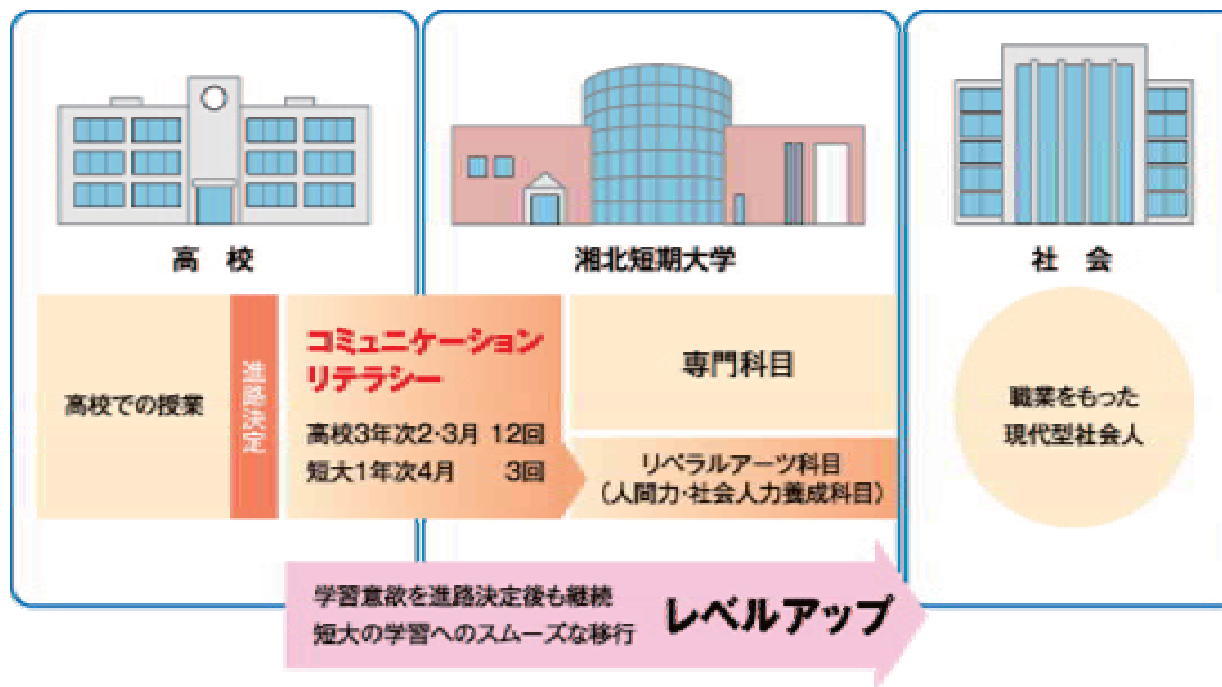 高 校
湘北短期大学
社 会
高校での授業
進路決定
コミュニケーション
リテラシー
高校3年次2・3月 12回
短大1年次4月 3回
専門科目
リベラルアーツ科目
(人間力・社会人力養成科目)
職業をもった
現代型社会人
学習意欲を進路決定後も継続
短大の学習へのスムーズな移行
レベルアップ